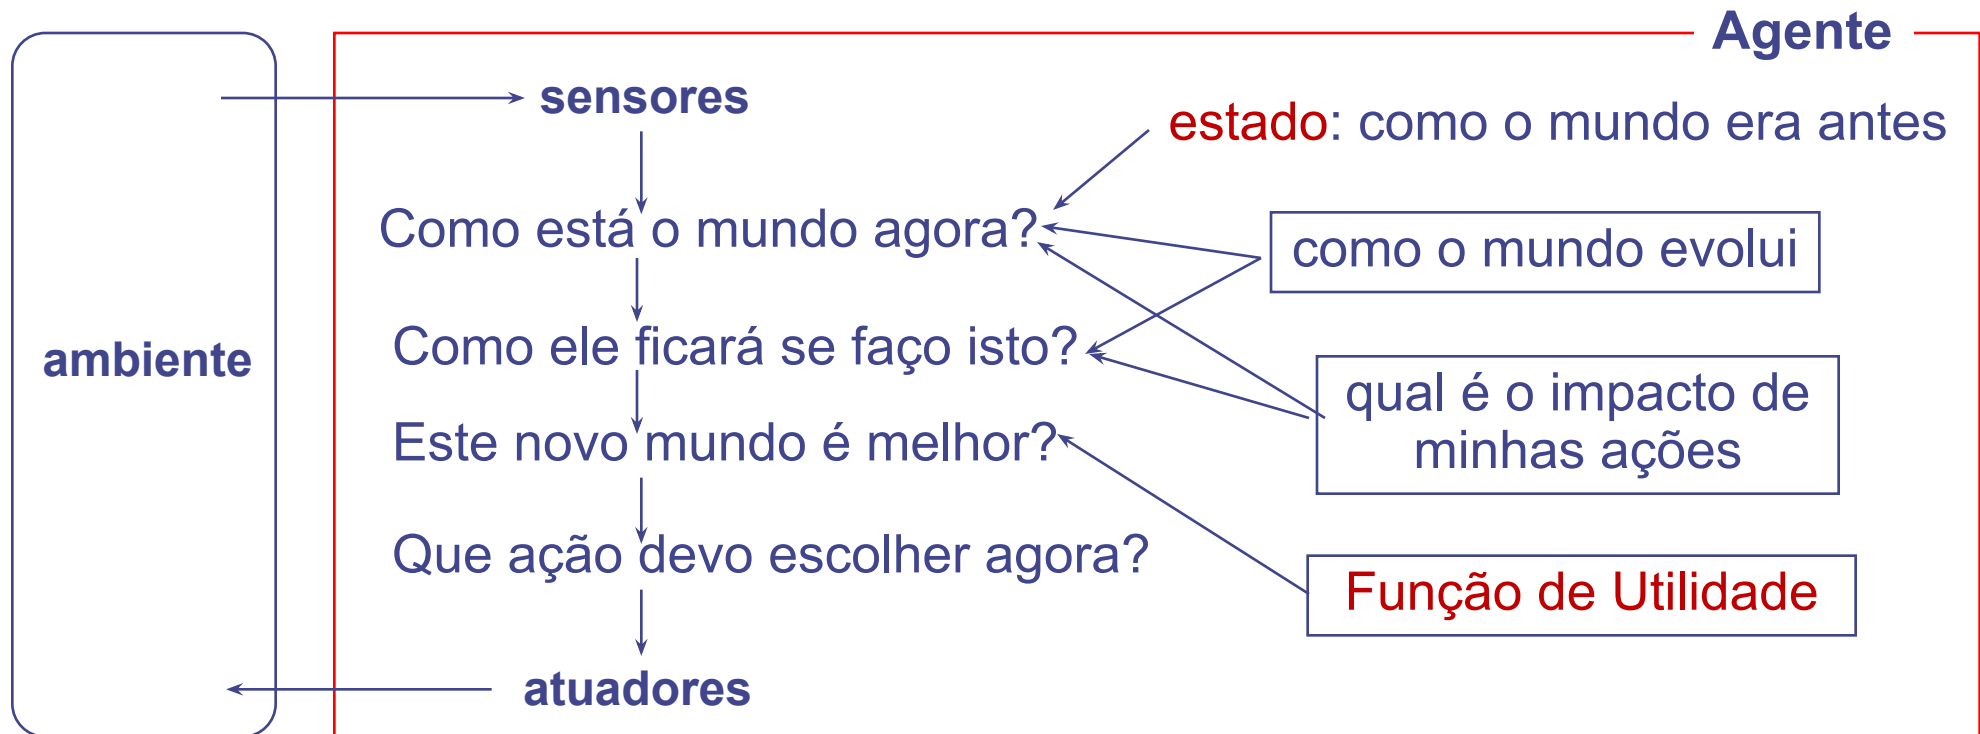 Agente
sensores
estado: como o mundo era antes
Como está o mundo agora?
como o mundo evolui
Como ele ficará se faço isto?
ambiente
qual é o impacto de
minhas ações
Este novo mundo é melhor?
Que ação devo escolher agora?
Função de Utilidade
atuadores